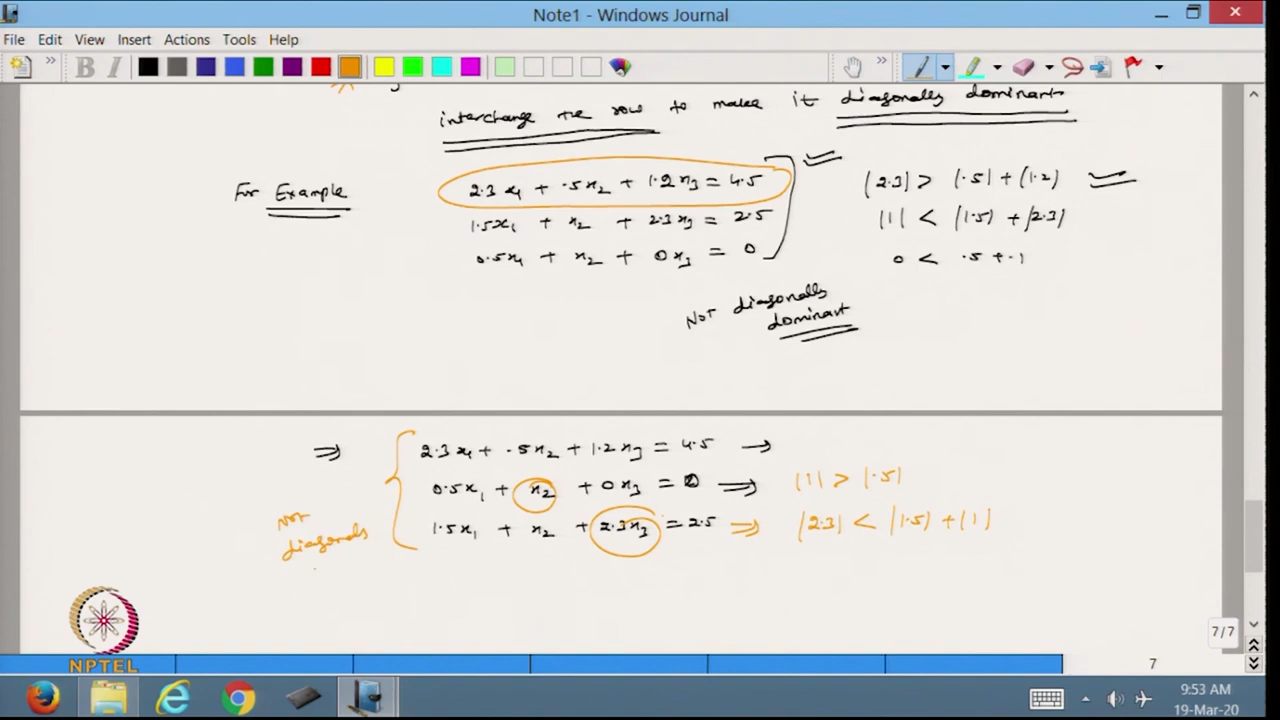 Note1 - Windows Journal
File Edit View Insert Actions Tools Help
interchange the row to make it diagonally dominant
For Example
2.3x₁ + .5x₂ + 1.2x₃ = 4.5 |2.3| > |.5| + |1.2|
1.5x₁ + x₂ + 2.3x₃ = 2.5 |1| < |1.5| + |2.3|
0.5x₁ + x₂ + 0x₃ = 0 0 < .5 + 1
Not diagonally
dominant
⇒ 2.3x₁ + .5x₂ + 1.2x₃ = 4.5 →
0.5x₁ + x₂ + 0x₃ = 0 ⇒ |1| > |.5|
1.5x₁ + x₂ + 2.3x₃ = 2.5 ⇒ |2.3| < |1.5| + |1|
Not
diagonals
7/7
NPTEL
7
9:53 AM
19-Mar-20